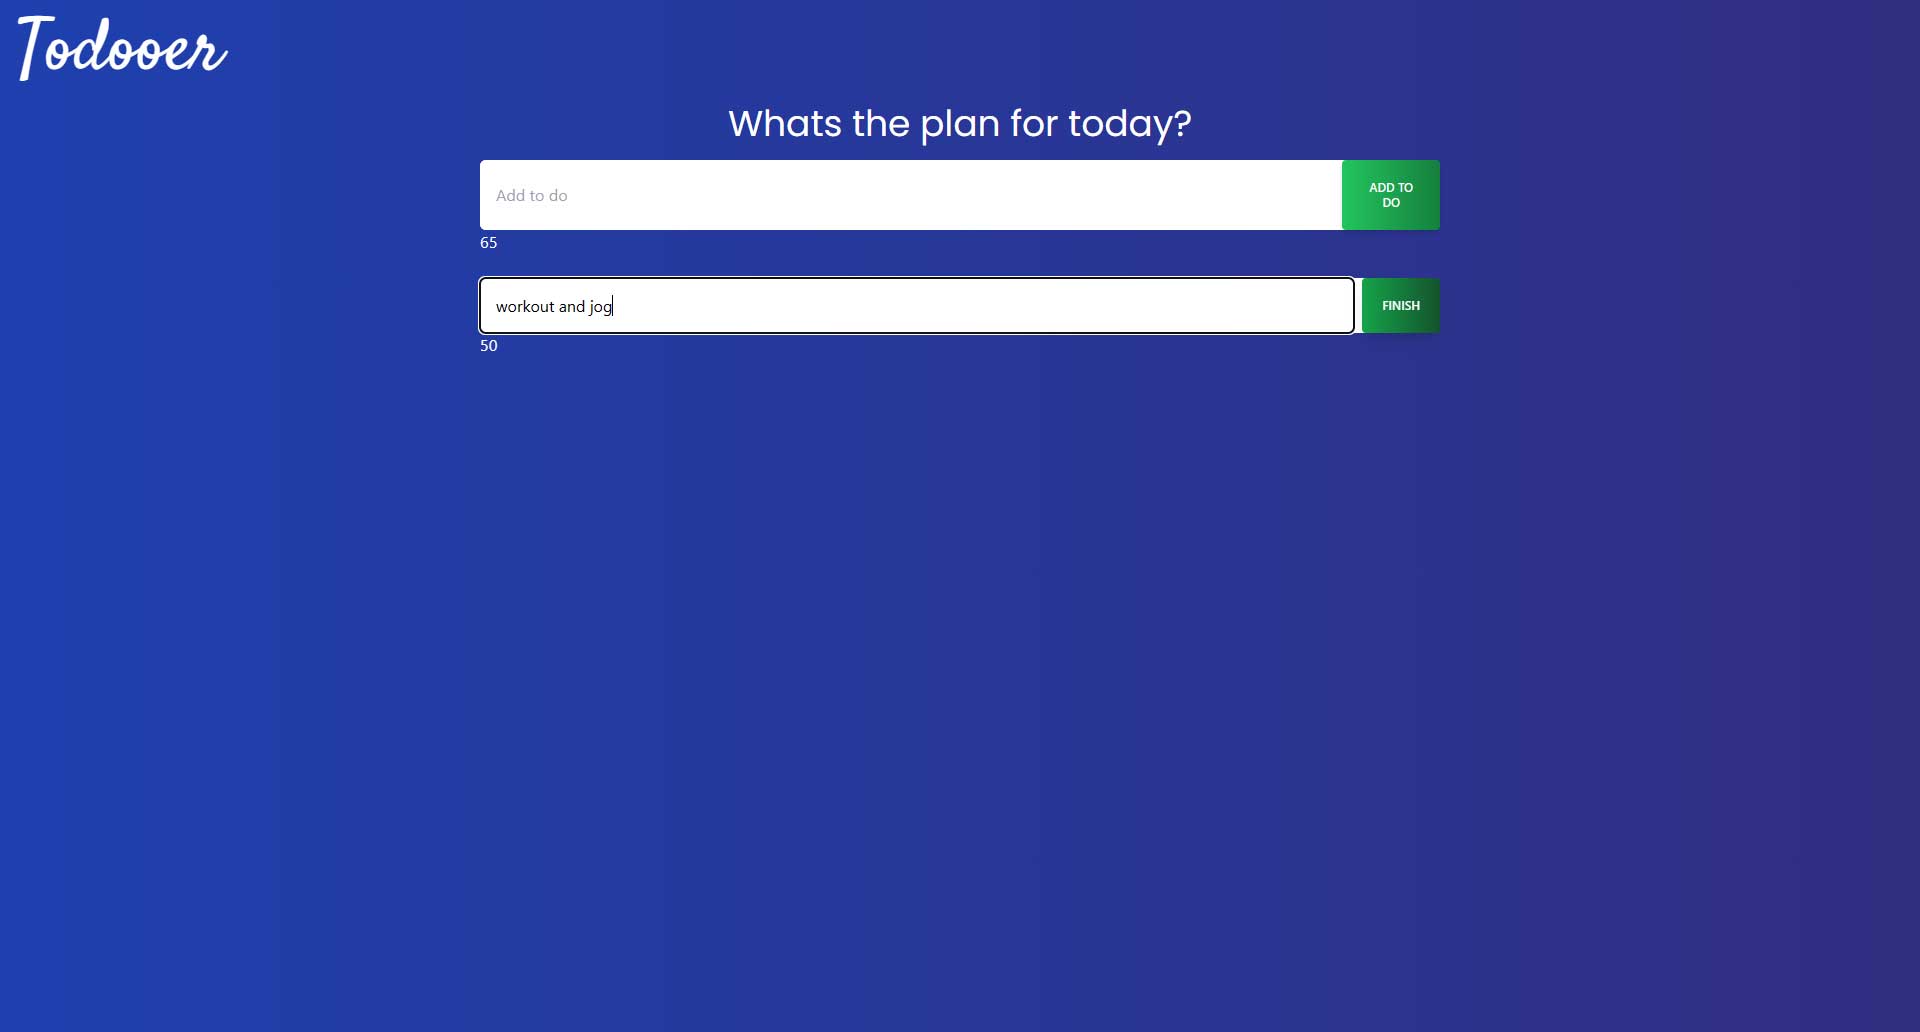 Todooer
Whats the plan for today?
Add to do
ADD TO
DO
65
workout and jog
FINISH
50